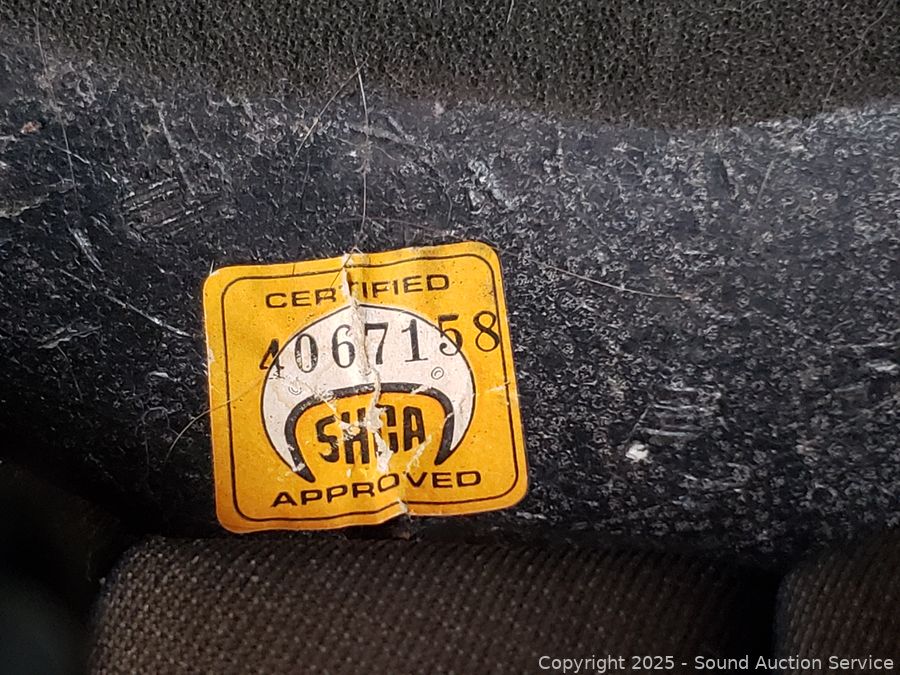 CERTIFIED
4067158
SHCA
APPROVED
Copyright 2025 - Sound Auction Service